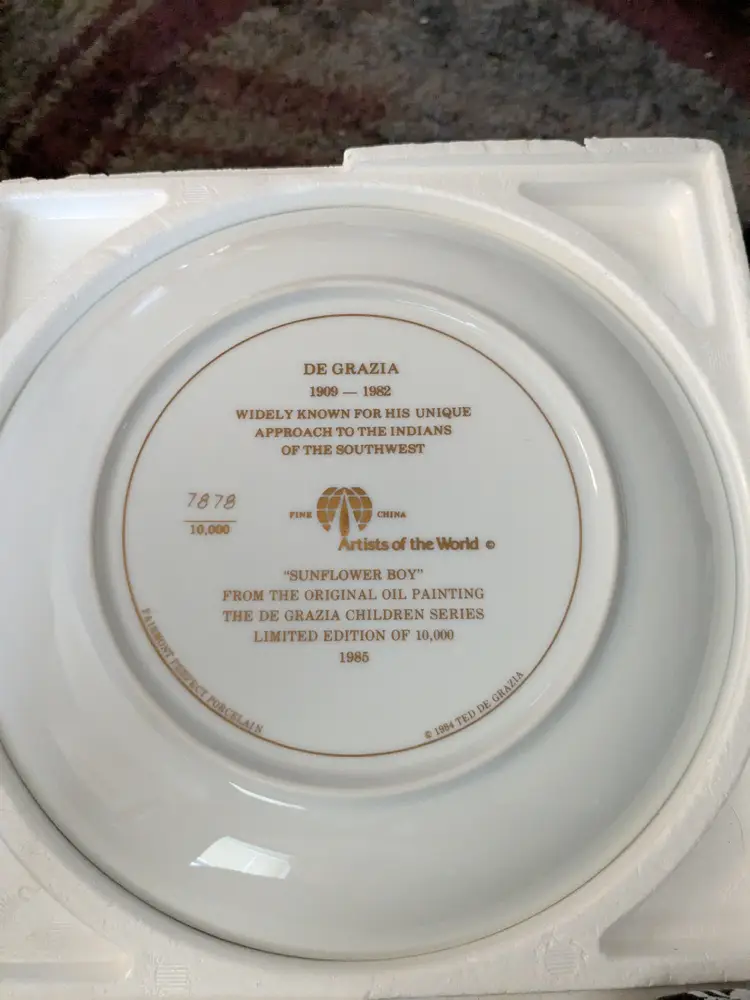 DE GRAZIA
1909 — 1982
WIDELY KNOWN FOR HIS UNIQUE
APPROACH TO THE INDIANS
OF THE SOUTHWEST
7878
10,000
FINE CHINA
Artists of the World ©
"SUNFLOWER BOY"
FROM THE ORIGINAL OIL PAINTING
THE DE GRAZIA CHILDREN SERIES
LIMITED EDITION OF 10,000
1985
FAIRMONT PERFECT PORCELAIN
© 1984 TED DE GRAZIA